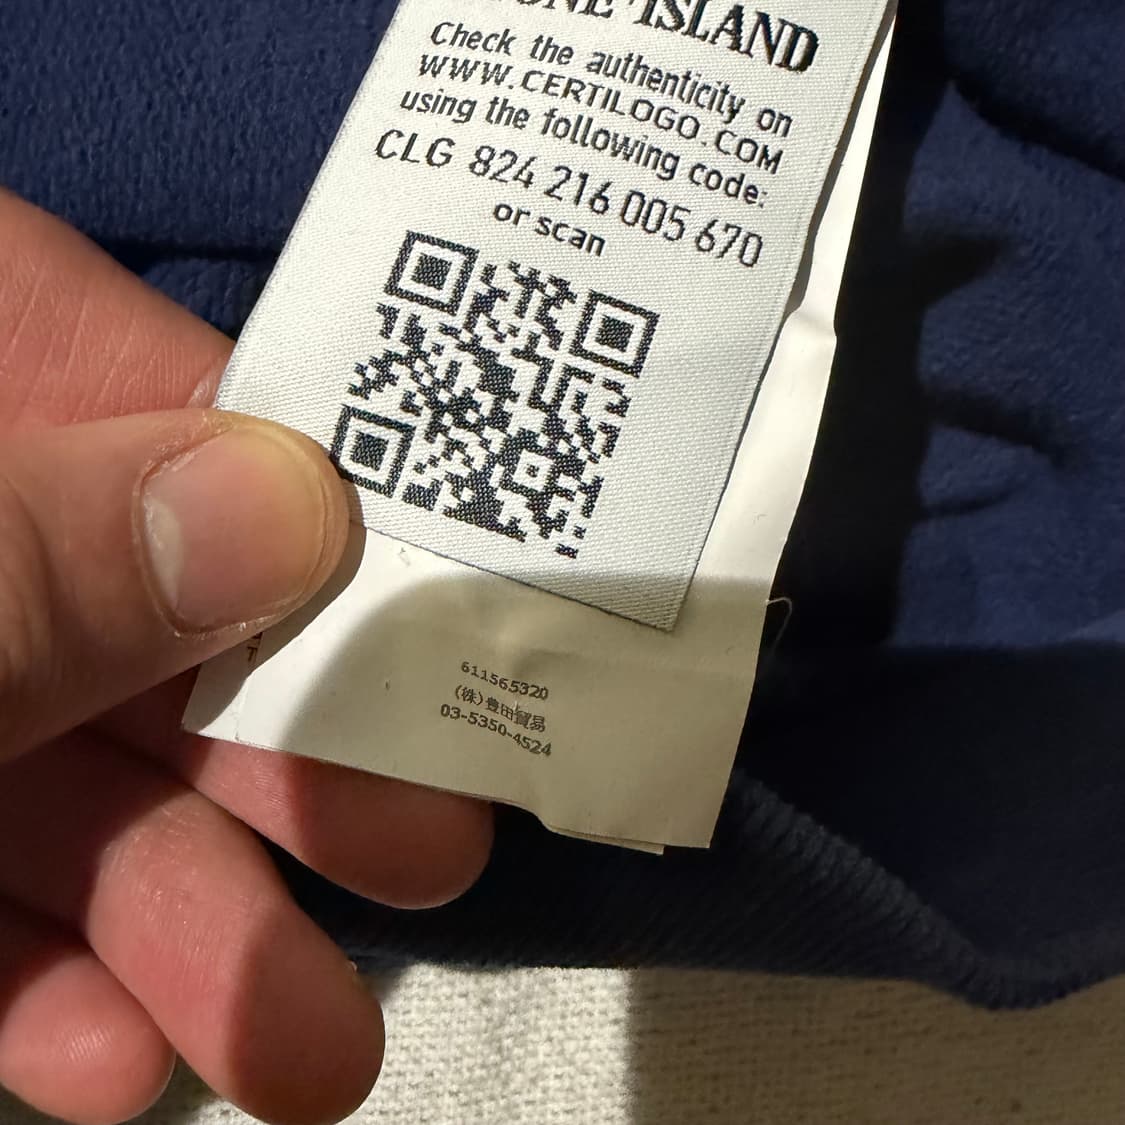 ISLAND
Check the authenticity on
WWW.CERTILOGO.COM
using the following code:
CLG 824 216 005 670
or scan
611565320
(株)豊田貿易
03-5350-4524